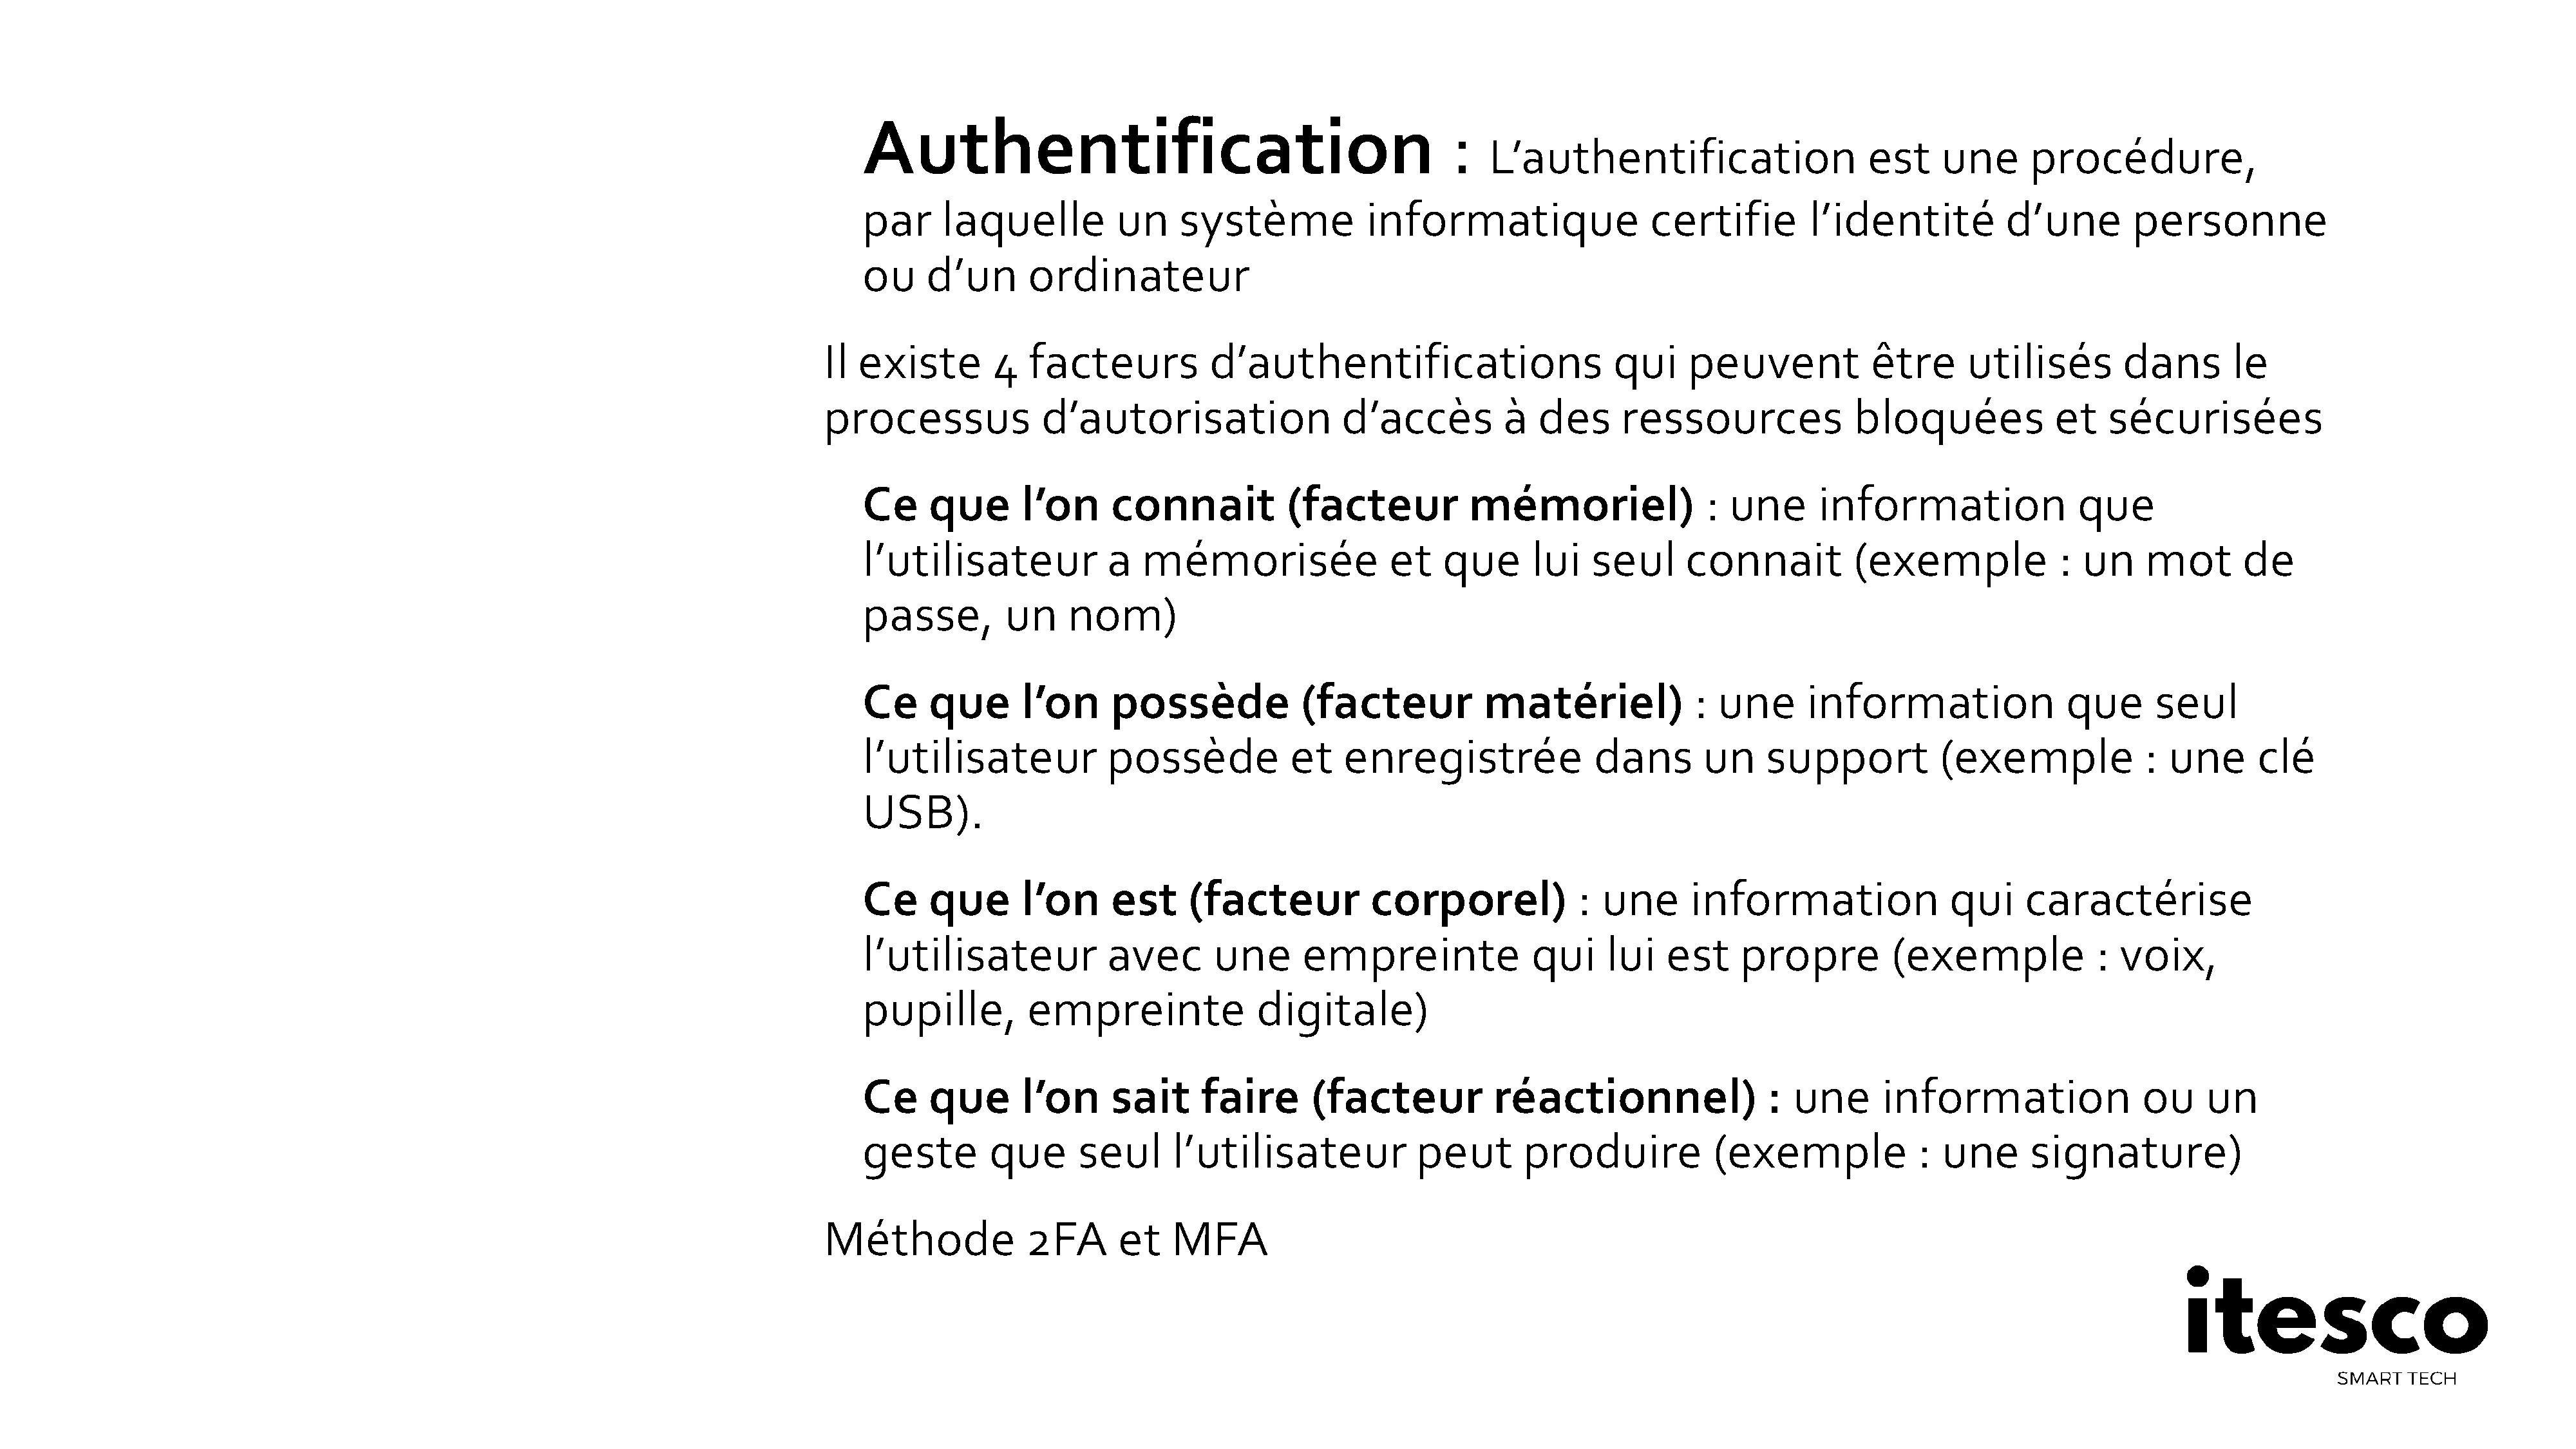 Authentification : L’authentification est une procédure,
par laquelle un système informatique certifie l’identité d’une personne
ou d’un ordinateur
Il existe 4 facteurs d’authentifications qui peuvent être utilisés dans le
processus d’autorisation d’accès à des ressources bloquées et sécurisées
Ce que l’on connait (facteur mémoriel) : une information que
l’utilisateur a mémorisée et que lui seul connait (exemple : un mot de
passe, un nom)
Ce que l’on possède (facteur matériel) : une information que seul
l’utilisateur possède et enregistrée dans un support (exemple : une clé
USB).
Ce que l’on est (facteur corporel) : une information qui caractérise
l’utilisateur avec une empreinte qui lui est propre (exemple : voix,
pupille, empreinte digitale)
Ce que l’on sait faire (facteur réactionnel) : une information ou un
geste que seul l’utilisateur peut produire (exemple : une signature)
Méthode 2FA et MFA
itesco
SMART TECH